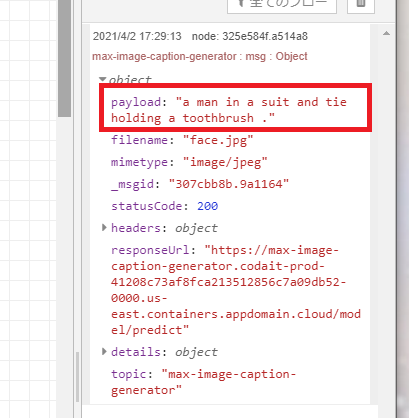 全てのフロー
2021/4/2 17:29:13 node: 325e584f.a514a8
max-image-caption-generator : msg : Object
object
payload: "a man in a suit and tie
holding a toothbrush ."
filename: "face.jpg"
mimetype: "image/jpeg"
_msgid: "307cbb8b.9a1164"
statusCode: 200
headers: object
responseUrl: "https://max-image-
caption-generator.codait-prod-
41208c73af8fca213512856c7a09db52-
0000.us-
east.containers.appdomain.cloud/mod
el/predict"
details: object
topic: "max-image-caption-
generator"